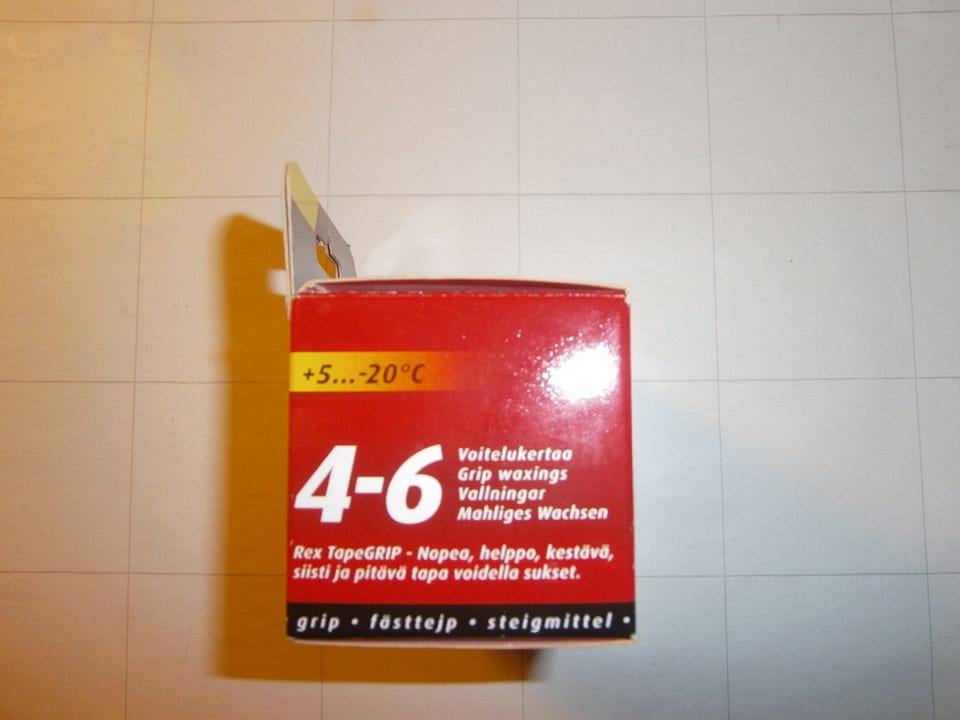 +5...-20°C
4-6
Voitelukertaa
Grip waxings
Vallningar
Mahliges Wachsen
Rex TapeGRIP - Nopea, helppo, kestävä,
siisti ja pitävä tapa voidella sukset.
grip • fästtejp • steigmittel •